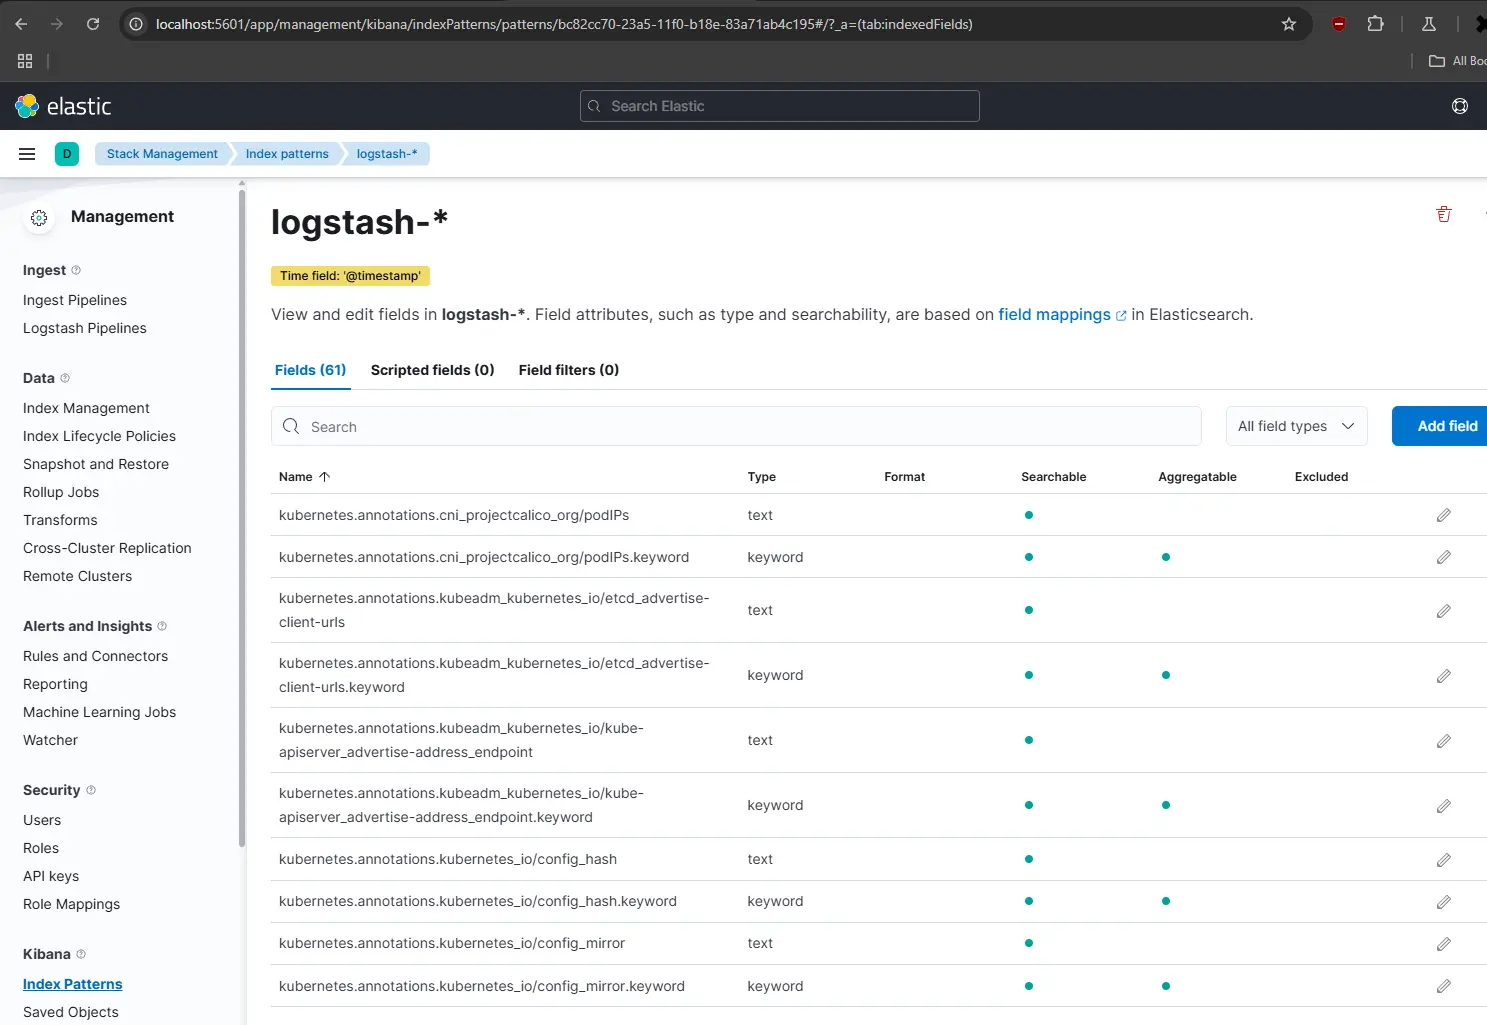 localhost:5601/app/management/kibana/indexPatterns/patterns/bc82cc70-23a5-11f0-b18e-83a71ab4c195#/?_a=(tab:indexedFields)
All Boo
elastic
Search Elastic
D
Stack Management
Index patterns
logstash-*
Management
Ingest
Ingest Pipelines
Logstash Pipelines
Data
Index Management
Index Lifecycle Policies
Snapshot and Restore
Rollup Jobs
Transforms
Cross-Cluster Replication
Remote Clusters
Alerts and Insights
Rules and Connectors
Reporting
Machine Learning Jobs
Watcher
Security
Users
Roles
API keys
Role Mappings
Kibana
Index Patterns
Saved Objects
logstash-*
Time field: '@timestamp'
View and edit fields in logstash-*. Field attributes, such as type and searchability, are based on field mappings in Elasticsearch.
Fields (61) Scripted fields (0) Field filters (0)
Search
All field types
Add field
Name Type Format Searchable Aggregatable Excluded
kubernetes.annotations.cni_projectcalico_org/podIPs text
kubernetes.annotations.cni_projectcalico_org/podIPs.keyword keyword
kubernetes.annotations.kubeadm_kubernetes_io/etcd_advertise-
client-urls
text
kubernetes.annotations.kubeadm_kubernetes_io/etcd_advertise-
client-urls.keyword
keyword
kubernetes.annotations.kubeadm_kubernetes_io/kube-
apiserver_advertise-address_endpoint
text
kubernetes.annotations.kubeadm_kubernetes_io/kube-
apiserver_advertise-address_endpoint.keyword
keyword
kubernetes.annotations.kubernetes_io/config_hash text
kubernetes.annotations.kubernetes_io/config_hash.keyword keyword
kubernetes.annotations.kubernetes_io/config_mirror text
kubernetes.annotations.kubernetes_io/config_mirror.keyword keyword